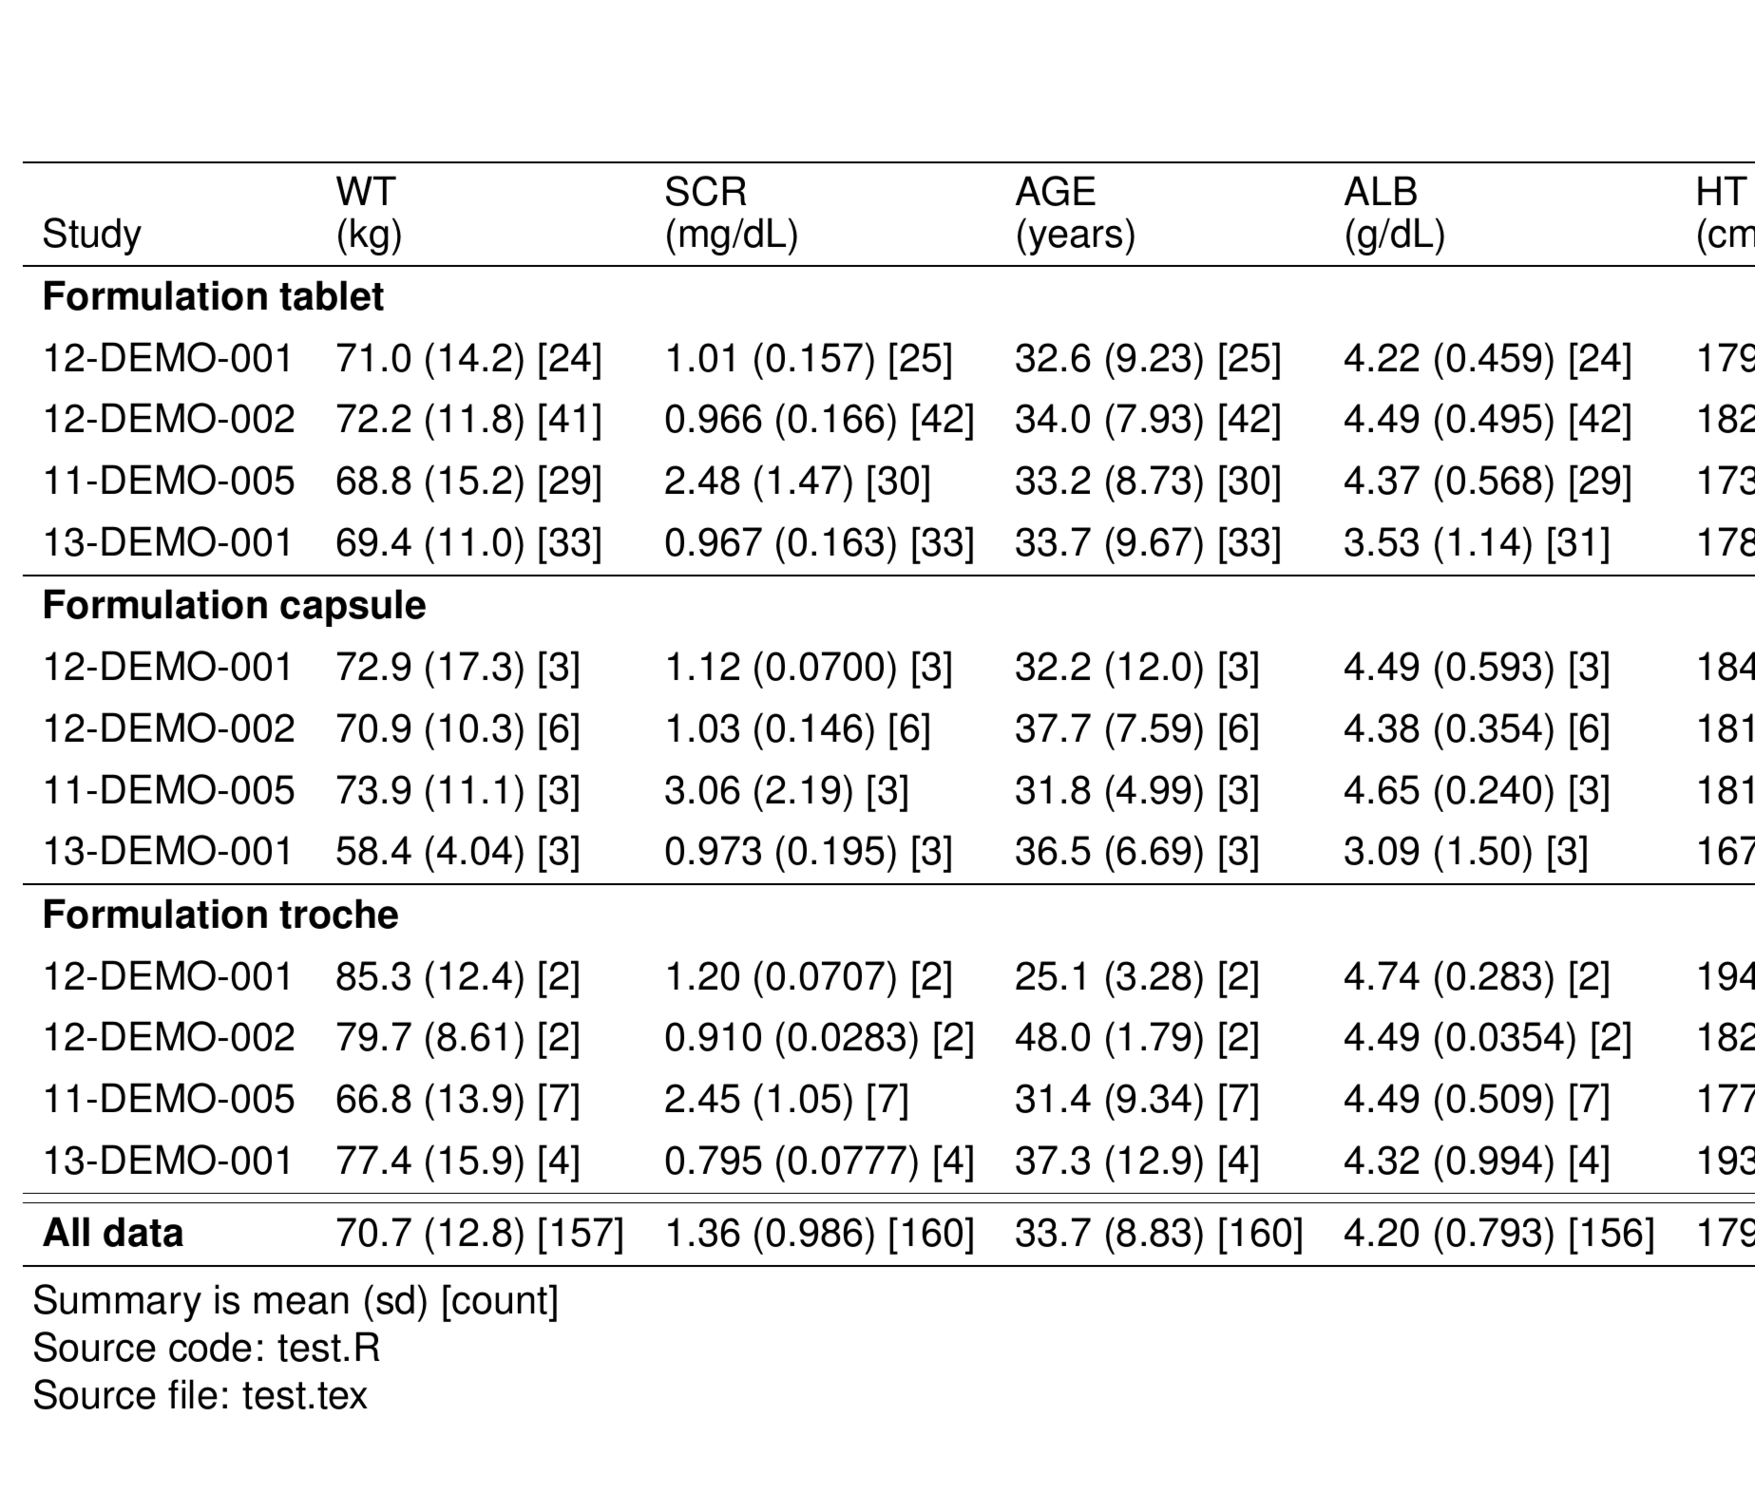 WT SCR AGE ALB HT
Study (kg) (mg/dL) (years) (g/dL) (cm
Formulation tablet
12-DEMO-001 71.0 (14.2) [24] 1.01 (0.157) [25] 32.6 (9.23) [25] 4.22 (0.459) [24] 179
12-DEMO-002 72.2 (11.8) [41] 0.966 (0.166) [42] 34.0 (7.93) [42] 4.49 (0.495) [42] 182
11-DEMO-005 68.8 (15.2) [29] 2.48 (1.47) [30] 33.2 (8.73) [30] 4.37 (0.568) [29] 173
13-DEMO-001 69.4 (11.0) [33] 0.967 (0.163) [33] 33.7 (9.67) [33] 3.53 (1.14) [31] 178
Formulation capsule
12-DEMO-001 72.9 (17.3) [3] 1.12 (0.0700) [3] 32.2 (12.0) [3] 4.49 (0.593) [3] 184
12-DEMO-002 70.9 (10.3) [6] 1.03 (0.146) [6] 37.7 (7.59) [6] 4.38 (0.354) [6] 181
11-DEMO-005 73.9 (11.1) [3] 3.06 (2.19) [3] 31.8 (4.99) [3] 4.65 (0.240) [3] 181
13-DEMO-001 58.4 (4.04) [3] 0.973 (0.195) [3] 36.5 (6.69) [3] 3.09 (1.50) [3] 167
Formulation troche
12-DEMO-001 85.3 (12.4) [2] 1.20 (0.0707) [2] 25.1 (3.28) [2] 4.74 (0.283) [2] 194
12-DEMO-002 79.7 (8.61) [2] 0.910 (0.0283) [2] 48.0 (1.79) [2] 4.49 (0.0354) [2] 182
11-DEMO-005 66.8 (13.9) [7] 2.45 (1.05) [7] 31.4 (9.34) [7] 4.49 (0.509) [7] 177
13-DEMO-001 77.4 (15.9) [4] 0.795 (0.0777) [4] 37.3 (12.9) [4] 4.32 (0.994) [4] 193
All data 70.7 (12.8) [157] 1.36 (0.986) [160] 33.7 (8.83) [160] 4.20 (0.793) [156] 179
Summary is mean (sd) [count]
Source code: test.R
Source file: test.tex